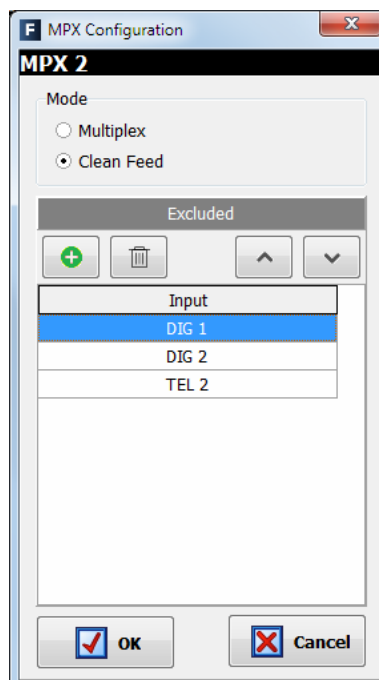 F MPX Configuration
MPX 2
Mode
Multiplex
Clean Feed
Excluded
Input
DIG 1
DIG 2
TEL 2
OK
Cancel